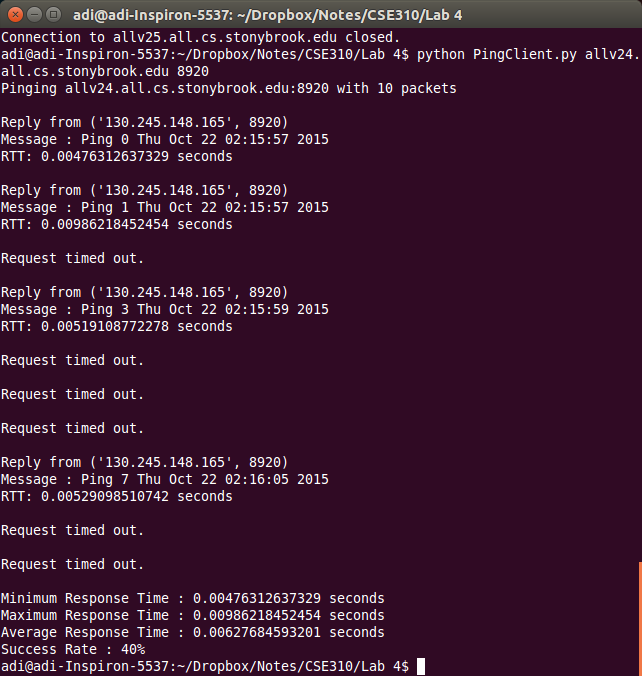 adi@adi-Inspiron-5537: ~/Dropbox/Notes/CSE310/Lab 4
Connection to allv25.all.cs.stonybrook.edu closed.
adi@adi-Inspiron-5537:~/Dropbox/Notes/CSE310/Lab 4$ python PingClient.py allv24.
all.cs.stonybrook.edu 8920
Pinging allv24.all.cs.stonybrook.edu:8920 with 10 packets
Reply from ('130.245.148.165', 8920)
Message : Ping 0 Thu Oct 22 02:15:57 2015
RTT: 0.00476312637329 seconds
Reply from ('130.245.148.165', 8920)
Message : Ping 1 Thu Oct 22 02:15:57 2015
RTT: 0.00986218452454 seconds
Request timed out.
Reply from ('130.245.148.165', 8920)
Message : Ping 3 Thu Oct 22 02:15:59 2015
RTT: 0.00519108772278 seconds
Request timed out.
Request timed out.
Request timed out.
Reply from ('130.245.148.165', 8920)
Message : Ping 7 Thu Oct 22 02:16:05 2015
RTT: 0.00529098510742 seconds
Request timed out.
Request timed out.
Minimum Response Time : 0.00476312637329 seconds
Maximum Response Time : 0.00986218452454 seconds
Average Response Time : 0.00627684593201 seconds
Success Rate : 40%
adi@adi-Inspiron-5537:~/Dropbox/Notes/CSE310/Lab 4$